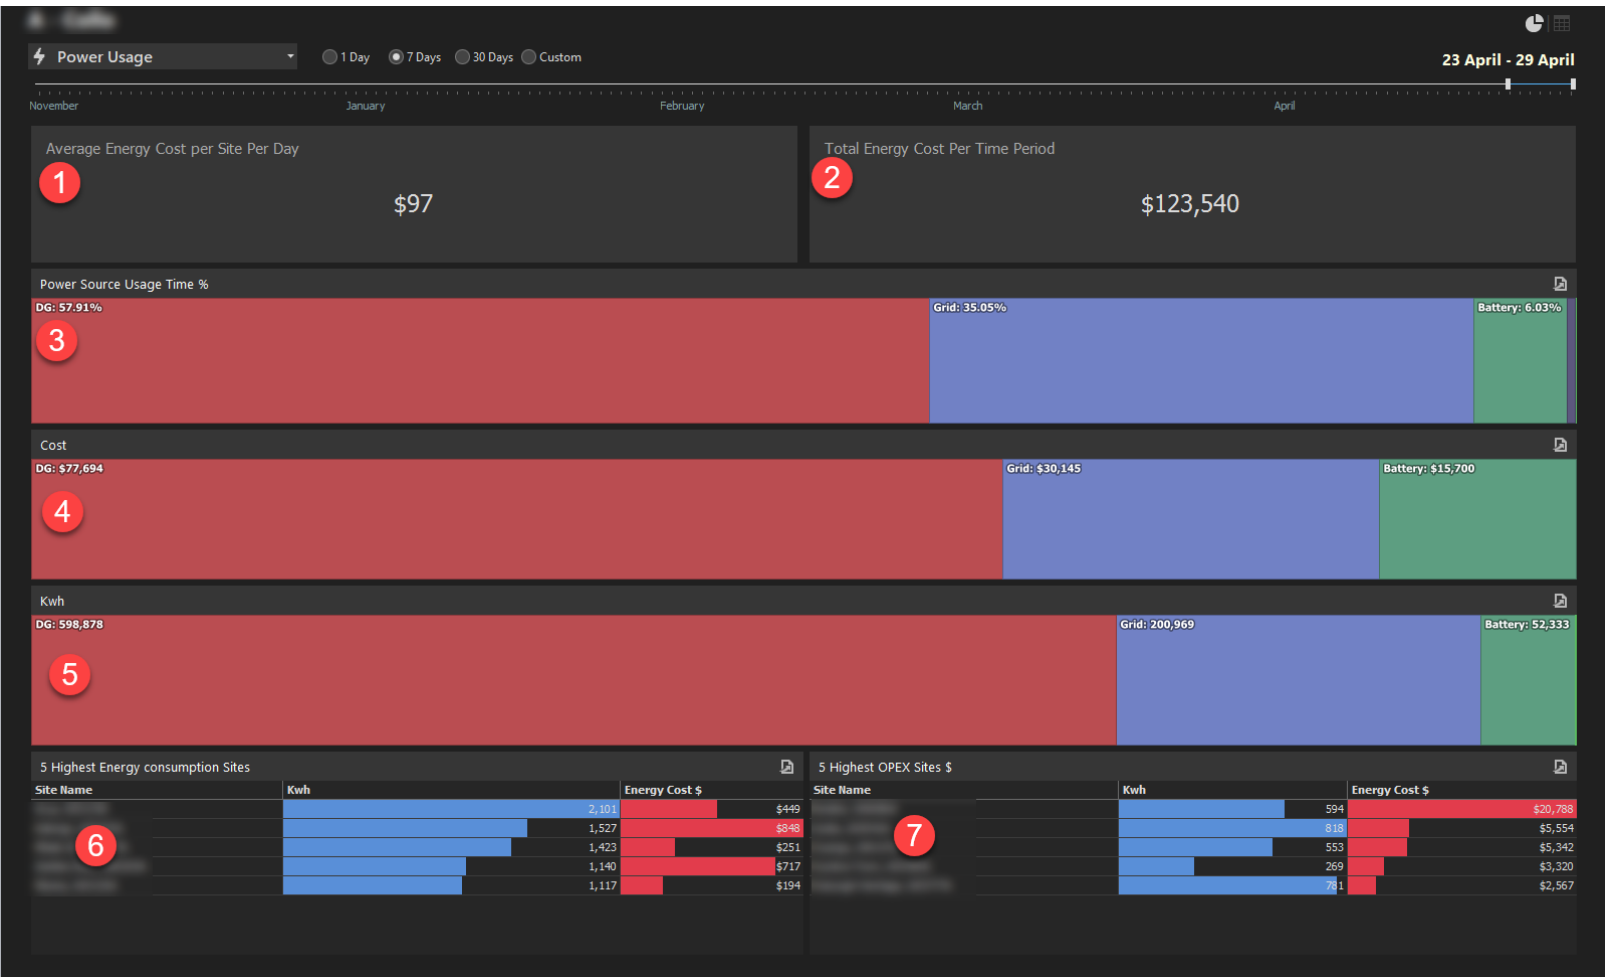 Power Usage
1 Day
7 Days
30 Days
Custom
23 April - 29 April
November
January
February
March
April
Average Energy Cost per Site Per Day
1
$97
Total Energy Cost Per Time Period
2
$123,540
Power Source Usage Time %
DG: 57.91%
Grid: 35.05%
Battery: 6.03%
3
Cost
DG: $77,694
Grid: $30,145
Battery: $15,700
4
Kwh
DG: 598,878
Grid: 200,969
Battery: 52,333
5
5 Highest Energy consumption Sites
Site Name Kwh Energy Cost $
2,101 $449
1,527 $848
1,423 $251
1,140 $717
1,117 $194
6
5 Highest OPEX Sites $
Site Name Kwh Energy Cost $
594 $20,788
818 $5,554
553 $5,342
269 $3,320
781 $2,567
7